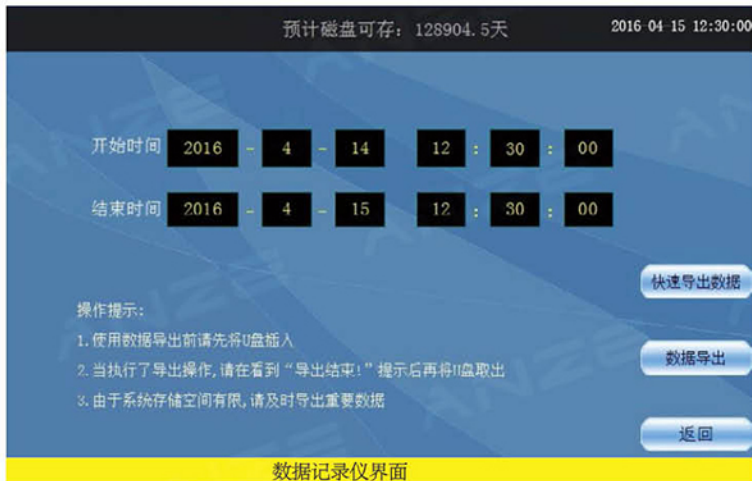 预计磁盘可存: 128904.5天 2016-04-15 12:30:00
开始时间 2016 - 4 - 14 12 : 30 : 00
结束时间 2016 - 4 - 15 12 : 30 : 00
快速导出数据
操作提示:
1.使用数据导出前请先将U盘插入
数据导出
2.当执行了导出操作,请在看到“导出结束!”提示后再将U盘取出
3.由于系统存储空间有限,请及时导出重要数据
返回
数据记录仪界面
ANZE